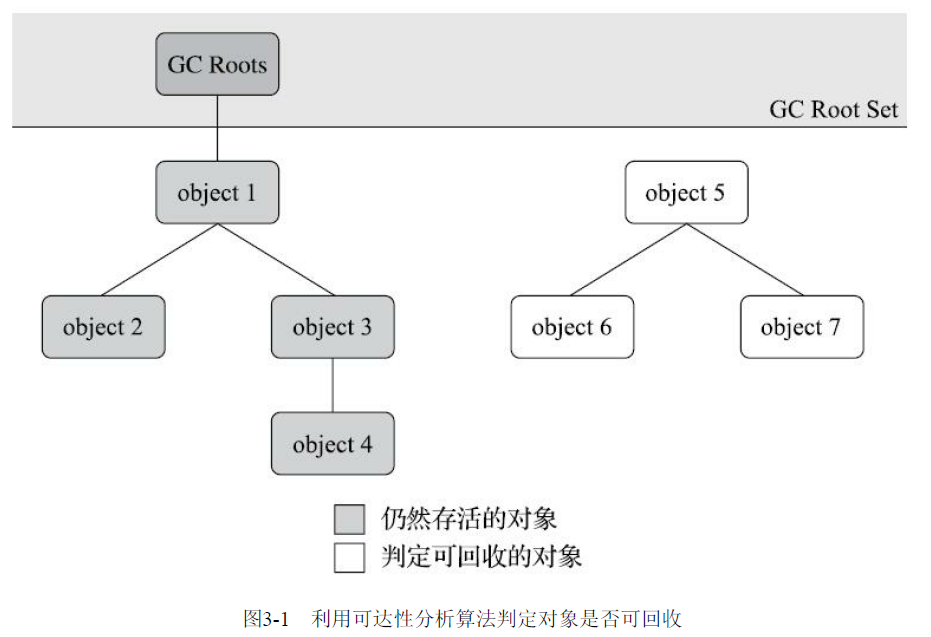 GC Roots
GC Root Set
object 1
object 5
object 2
object 3
object 6
object 7
object 4
仍然存活的对象
判定可回收的对象
图3-1 利用可达性分析算法判定对象是否可回收